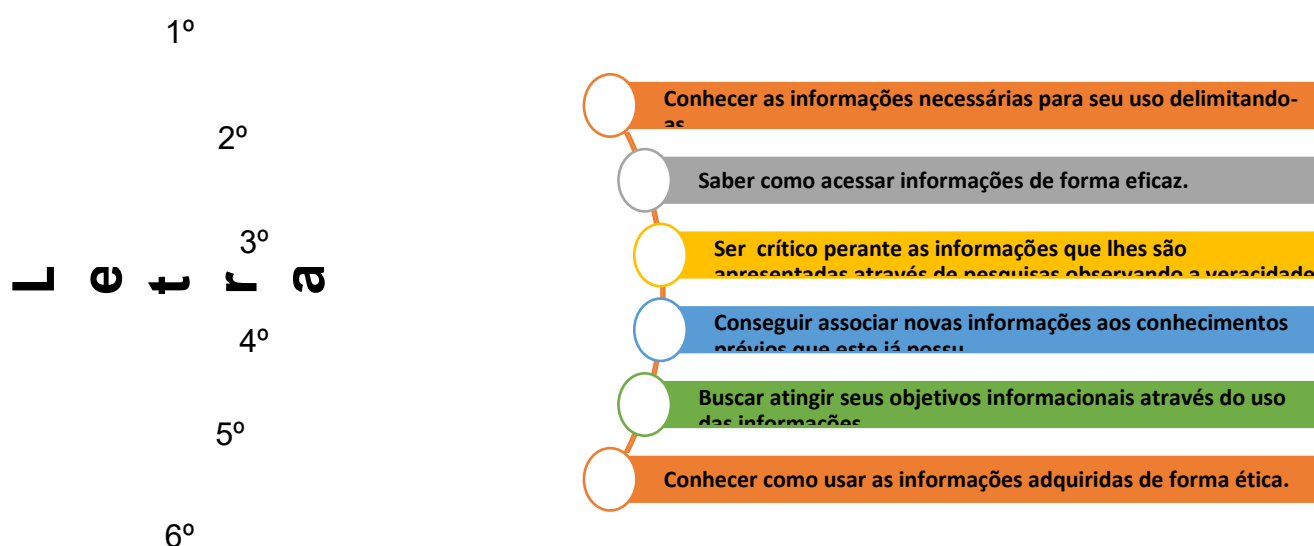 1º
2º
3º
L e t r a
4º
5º
6º
Conhecer as informações necessárias para seu uso delimitando-
as
Saber como acessar informações de forma eficaz.
Ser crítico perante as informações que lhes são
apresentadas através de pesquisas observando a veracidade
Conseguir associar novas informações aos conhecimentos
prévios que este já possu
Buscar atingir seus objetivos informacionais através do uso
das informações
Conhecer como usar as informações adquiridas de forma ética.